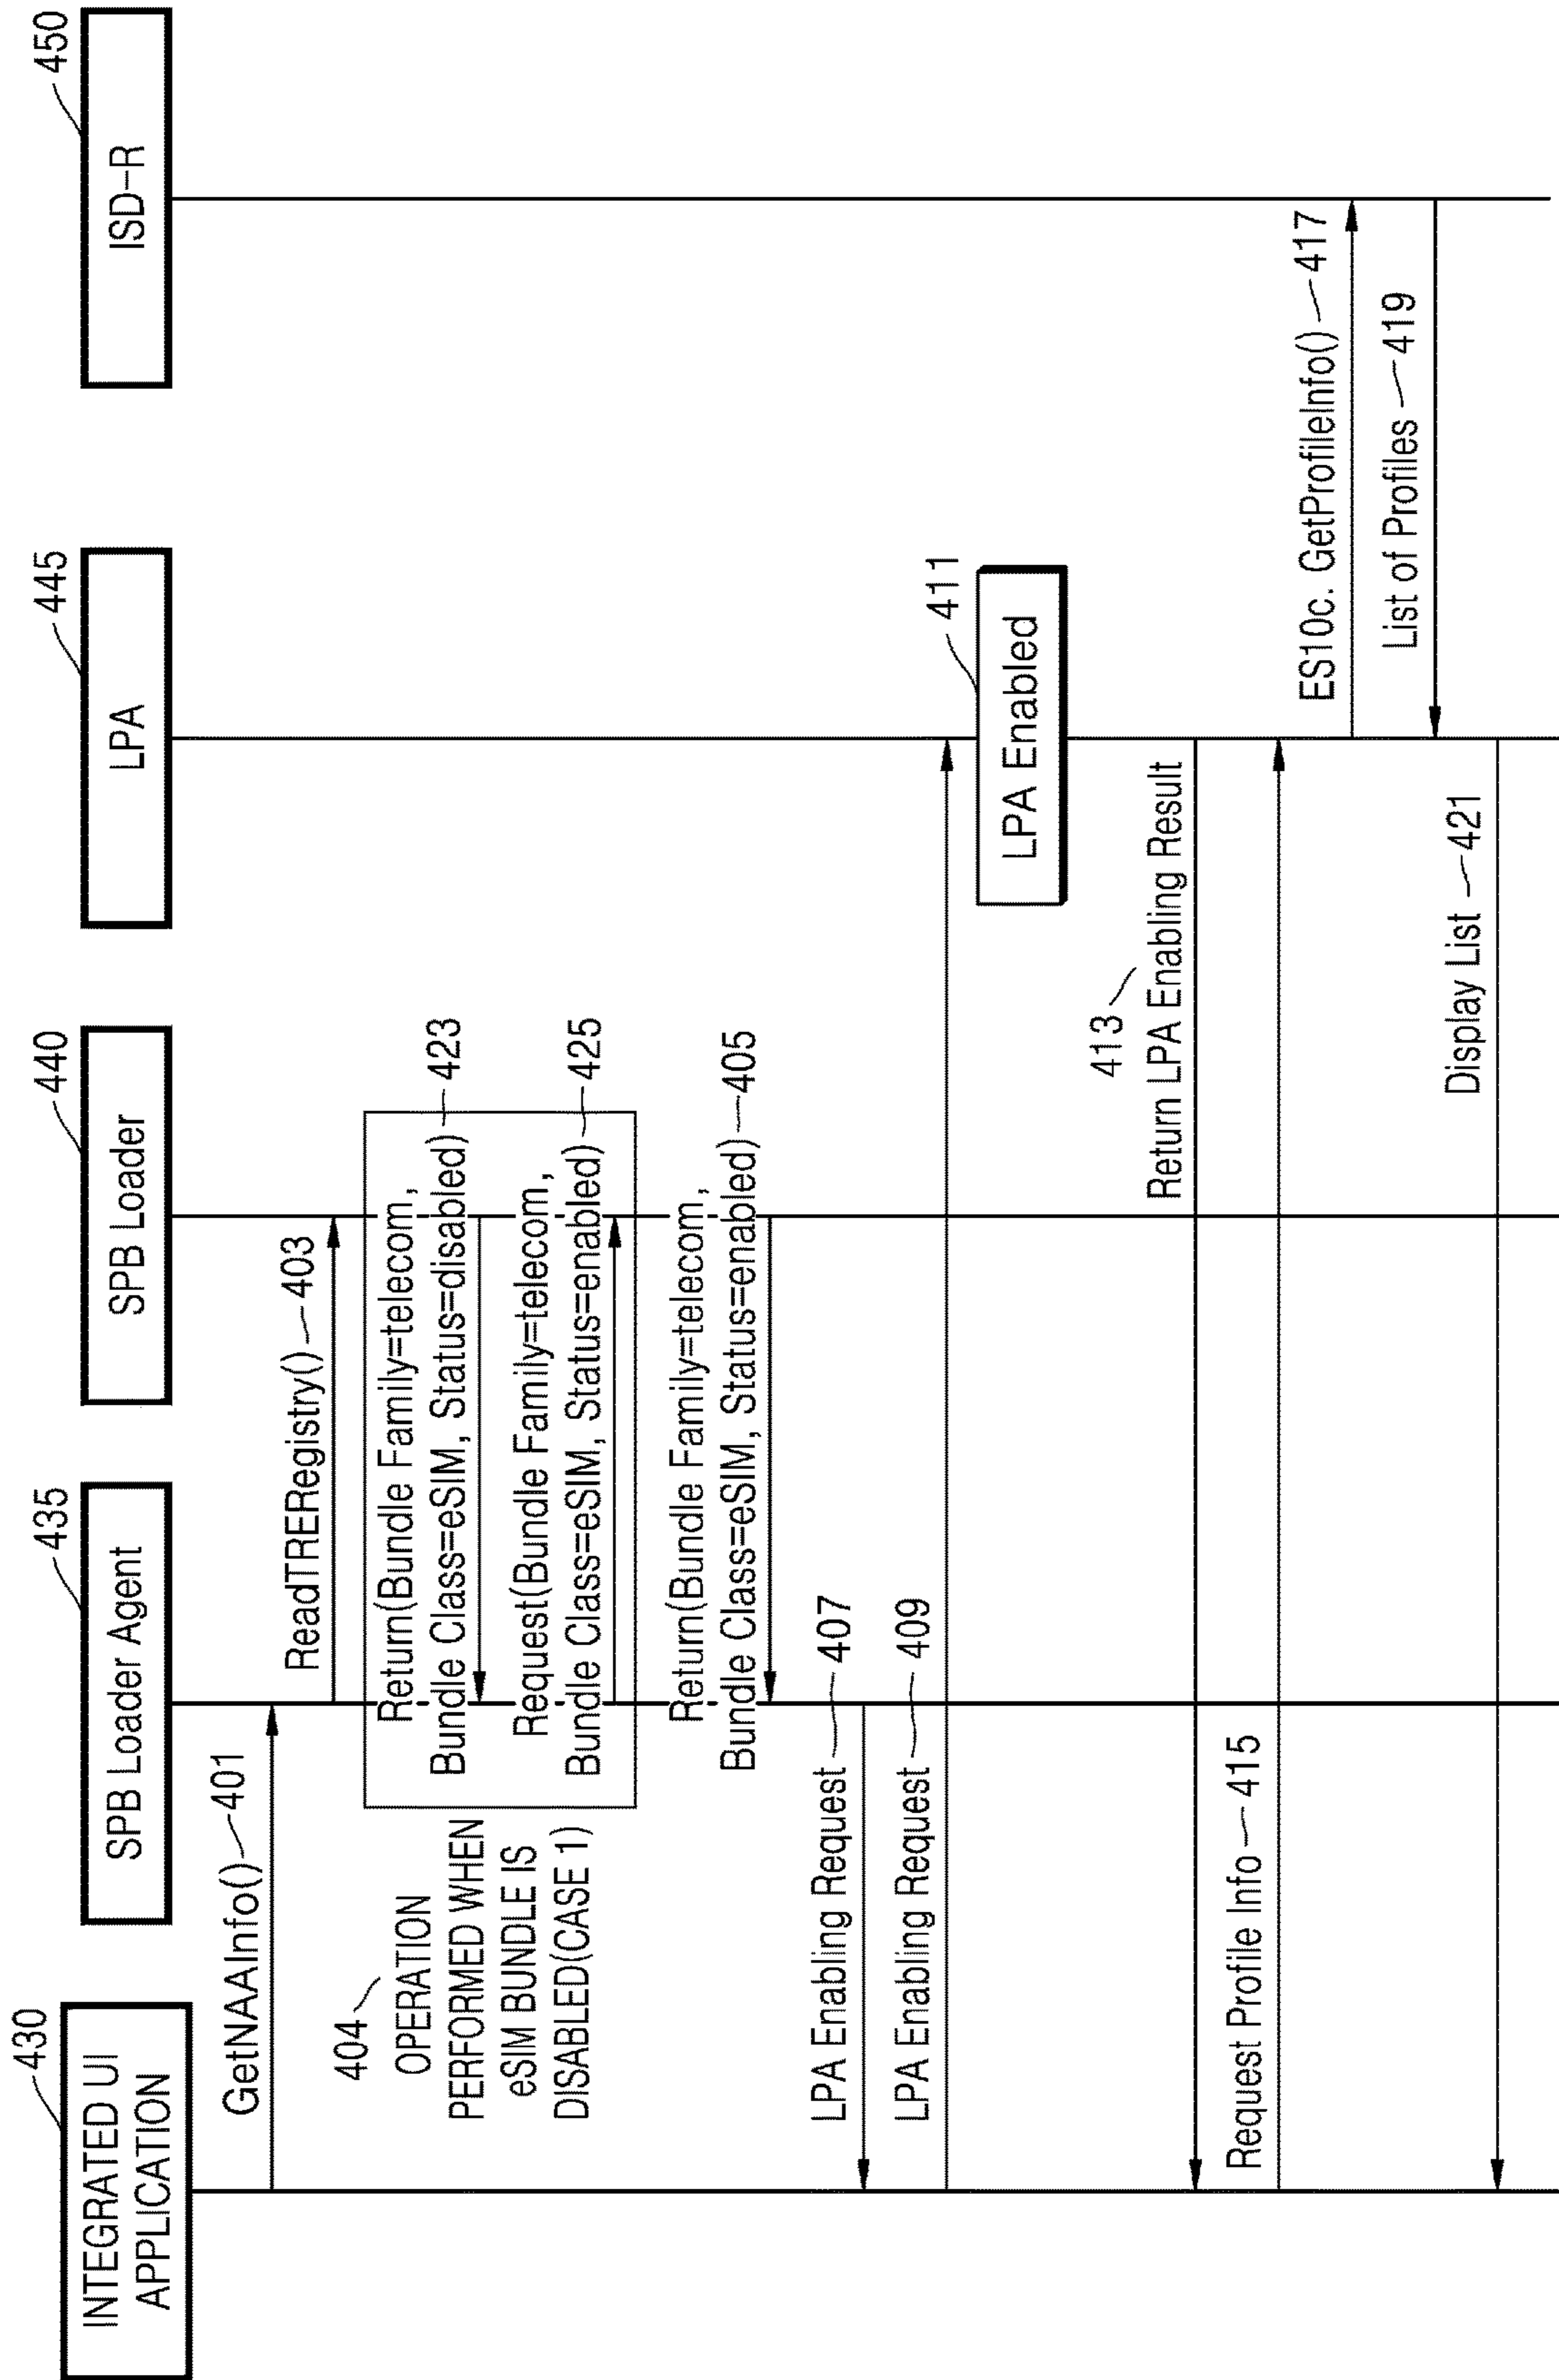 430
INTEGRATED UI
APPLICATION
435
SPB Loader Agent
440
SPB Loader
445
LPA
450
ISD-R
GetNAAInfo() 401
ReadTRERegistry() 403
404
OPERATION
PERFORMED WHEN
eSIM BUNDLE IS
DISABLED(CASE 1)
Return(Bundle Family=telecom,
Bundle Class=eSIM, Status=disabled) 423
Request(Bundle Family=telecom,
Bundle Class=eSIM, Status=enabled) 425
Return(Bundle Family=telecom,
Bundle Class=eSIM, Status=enabled) 405
LPA Enabling Request 407
LPA Enabling Request 409
411
LPA Enabled
413
Return LPA Enabling Result
Request Profile Info 415
ES10c. GetProfileInfo() 417
List of Profiles 419
Display List 421